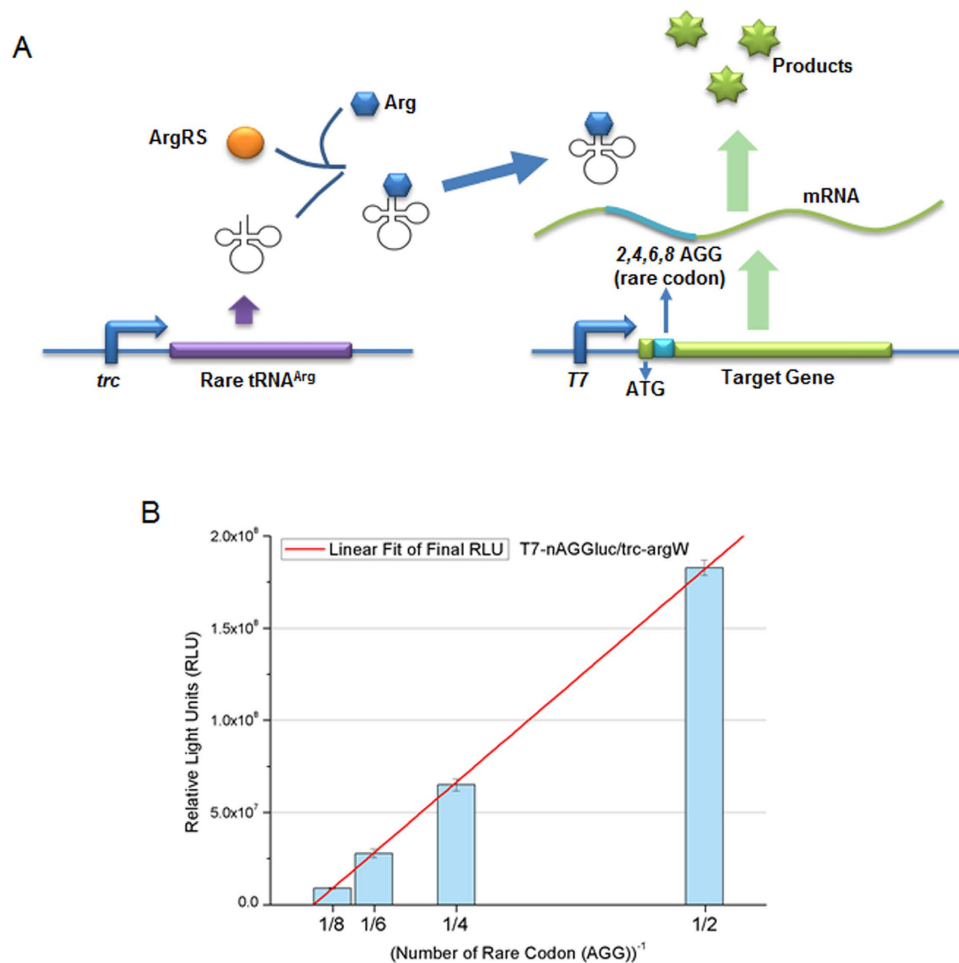 A
Products
Arg
ArgRS
mRNA
2,4,6,8 AGG
(rare codon)
trc
Rare tRNA^Arg
T7
ATG
Target Gene
B
Linear Fit of Final RLU
T7-nAGGluc/trc-argW
Relative Light Units (RLU)
2.0x10^8
1.5x10^8
1.0x10^8
5.0x10^7
0.0
1/8
1/6
1/4
1/2
(Number of Rare Codon (AGG))^-1